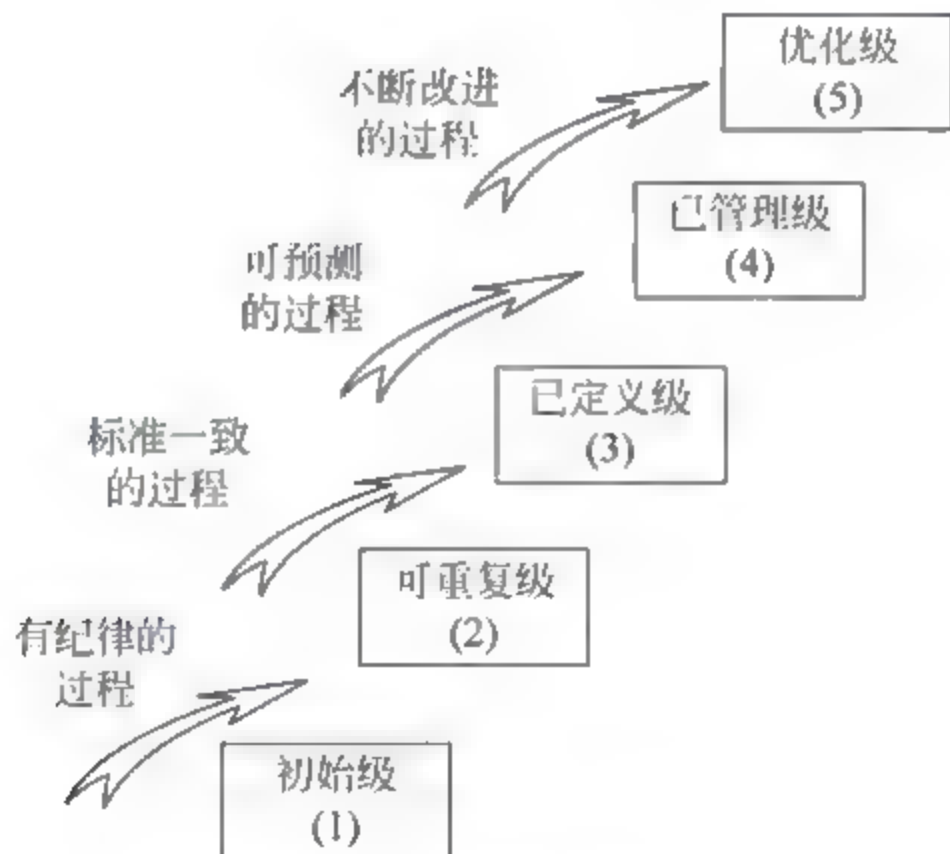 优化级
(5)
不断改进
的过程
已管理级
(4)
可预测
的过程
已定义级
(3)
标准一致
的过程
可重复级
(2)
有纪律的
过程
初始级
(1)